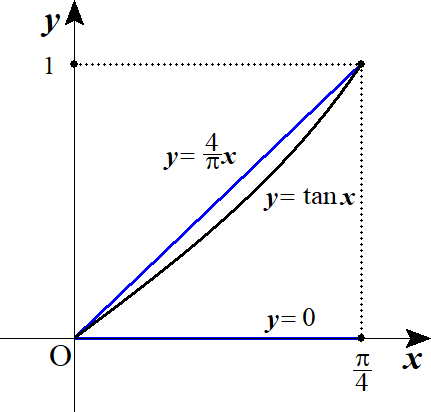 y
1
y = 4/π x
y = tan x
y = 0
O
π/4
x